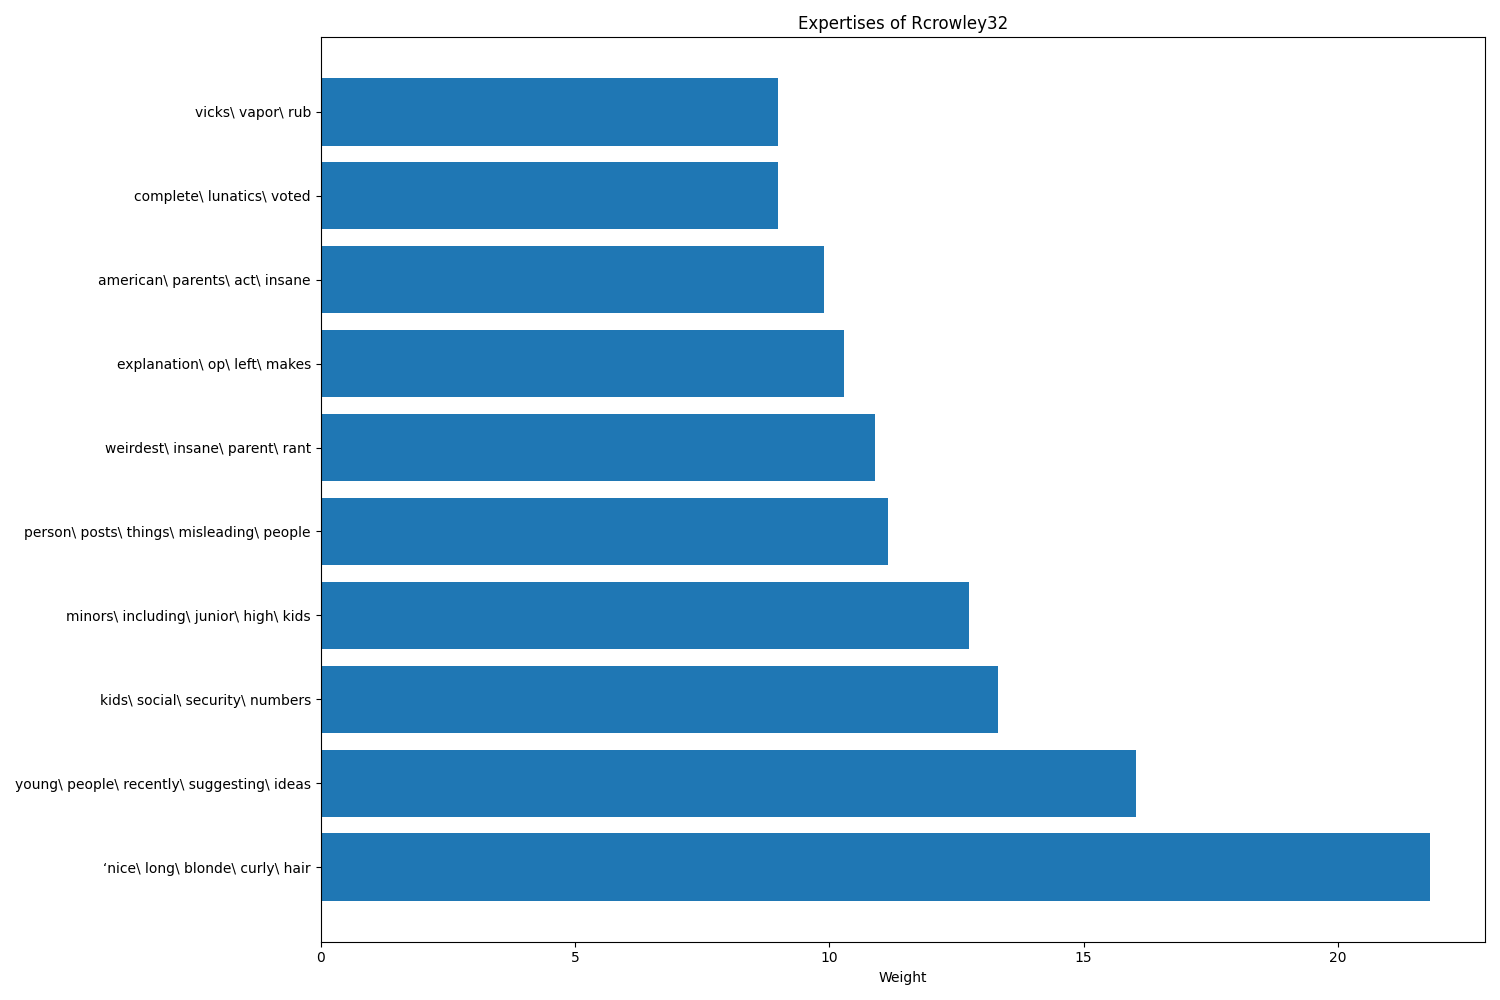 Expertises of Rcrowley32
vicks\ vapor\ rub
complete\ lunatics\ voted
american\ parents\ act\ insane
explanation\ op\ left\ makes
weirdest\ insane\ parent\ rant
person\ posts\ things\ misleading\ people
minors\ including\ junior\ high\ kids
kids\ social\ security\ numbers
young\ people\ recently\ suggesting\ ideas
‘nice\ long\ blonde\ curly\ hair
0 5 10 15 20
Weight